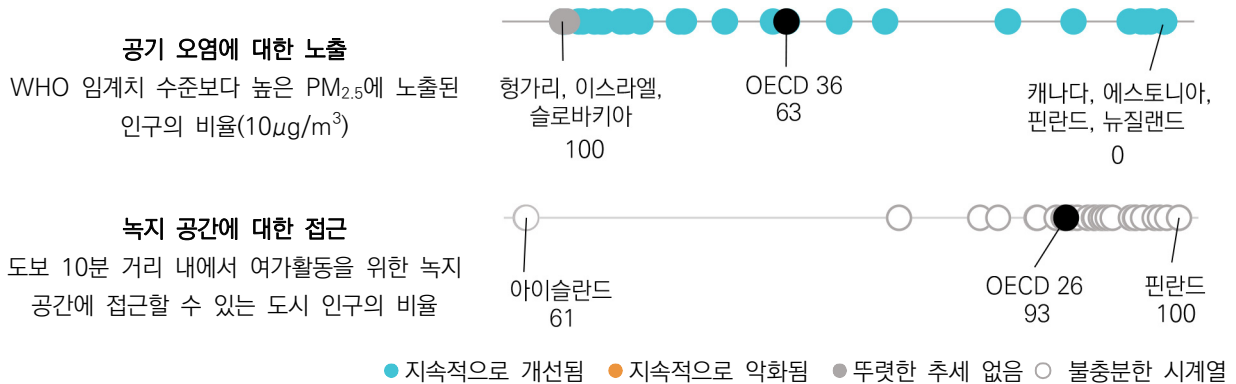 공기 오염에 대한 노출
WHO 임계치 수준보다 높은 PM2.5에 노출된
인구의 비율(10μg/m³)
헝가리, 이스라엘,
슬로바키아
100
OECD 36
63
캐나다, 에스토니아,
핀란드, 뉴질랜드
0
녹지 공간에 대한 접근
도보 10분 거리 내에서 여가활동을 위한 녹지
공간에 접근할 수 있는 도시 인구의 비율
아이슬란드
61
OECD 26
93
핀란드
100
지속적으로 개선됨 지속적으로 악화됨 뚜렷한 추세 없음 불충분한 시계열